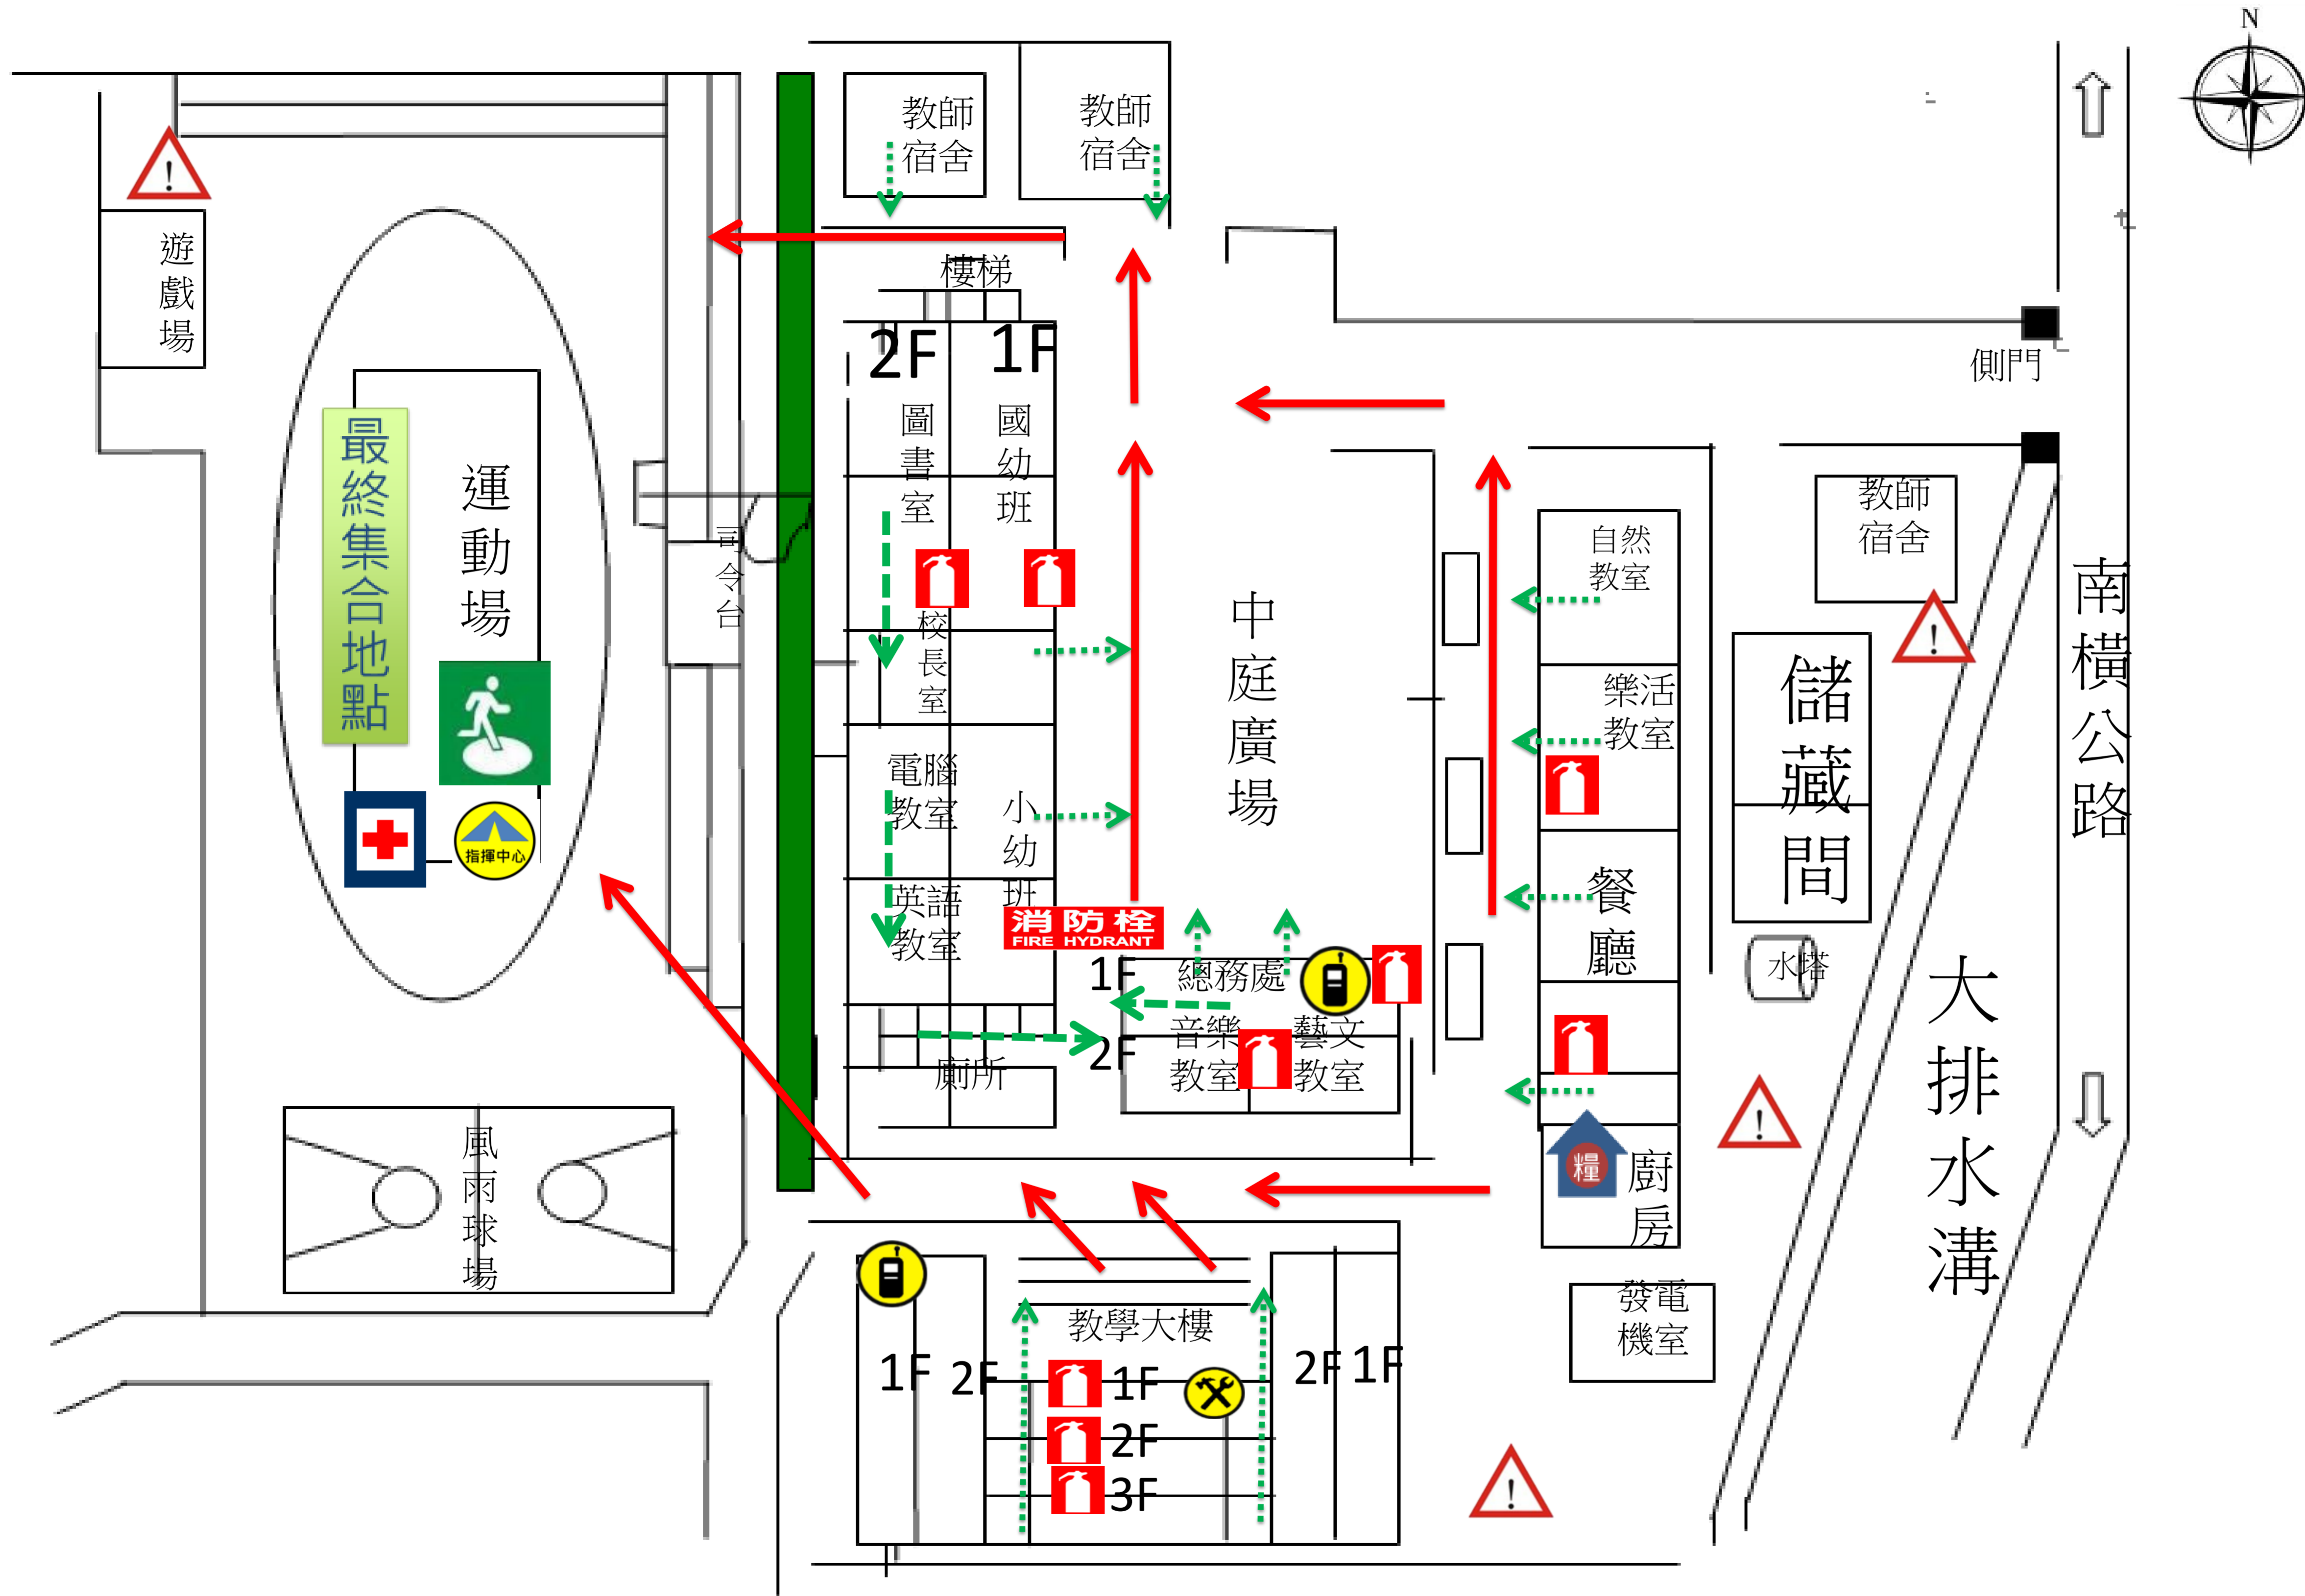 N
教師
宿舍
教師
宿舍
遊戲場
樓梯
2F
1F
側門
圖書室
國幼班
最終集合地點
運動場
司令台
自然
教室
教師
宿舍
南橫公路
中庭廣場
校長室
樂活
教室
儲藏間
電腦
教室
小幼班
指揮中心
餐廳
英語
教室
消防栓
FIRE HYDRANT
水塔
1F
總務處
2F
音樂
教室
藝文
教室
廁所
大排水溝
風雨球場
糧
廚房
發電
機室
教學大樓
1F
2F
1F
2F
3F
2F
1F